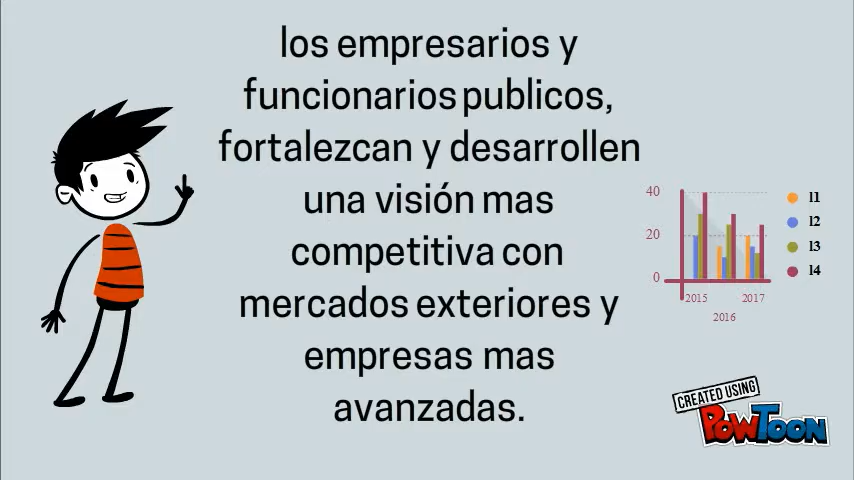 los empresarios y
funcionarios publicos,
fortalezcan y desarrollen
una visión mas
competitiva con
mercados exteriores y
empresas mas
avanzadas.
40
20
0
2015
2017
2016
l1
l2
l3
l4
CREATED USING
POWTOON